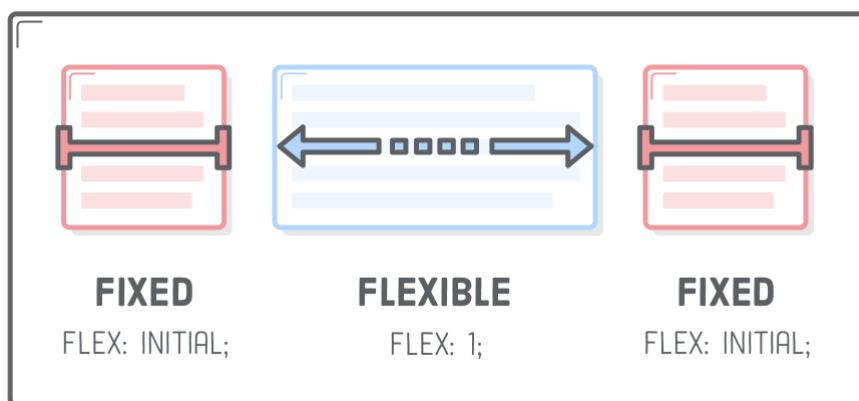 FIXED
FLEXIBLE
FIXED
FLEX: INITIAL;
FLEX: 1;
FLEX: INITIAL;